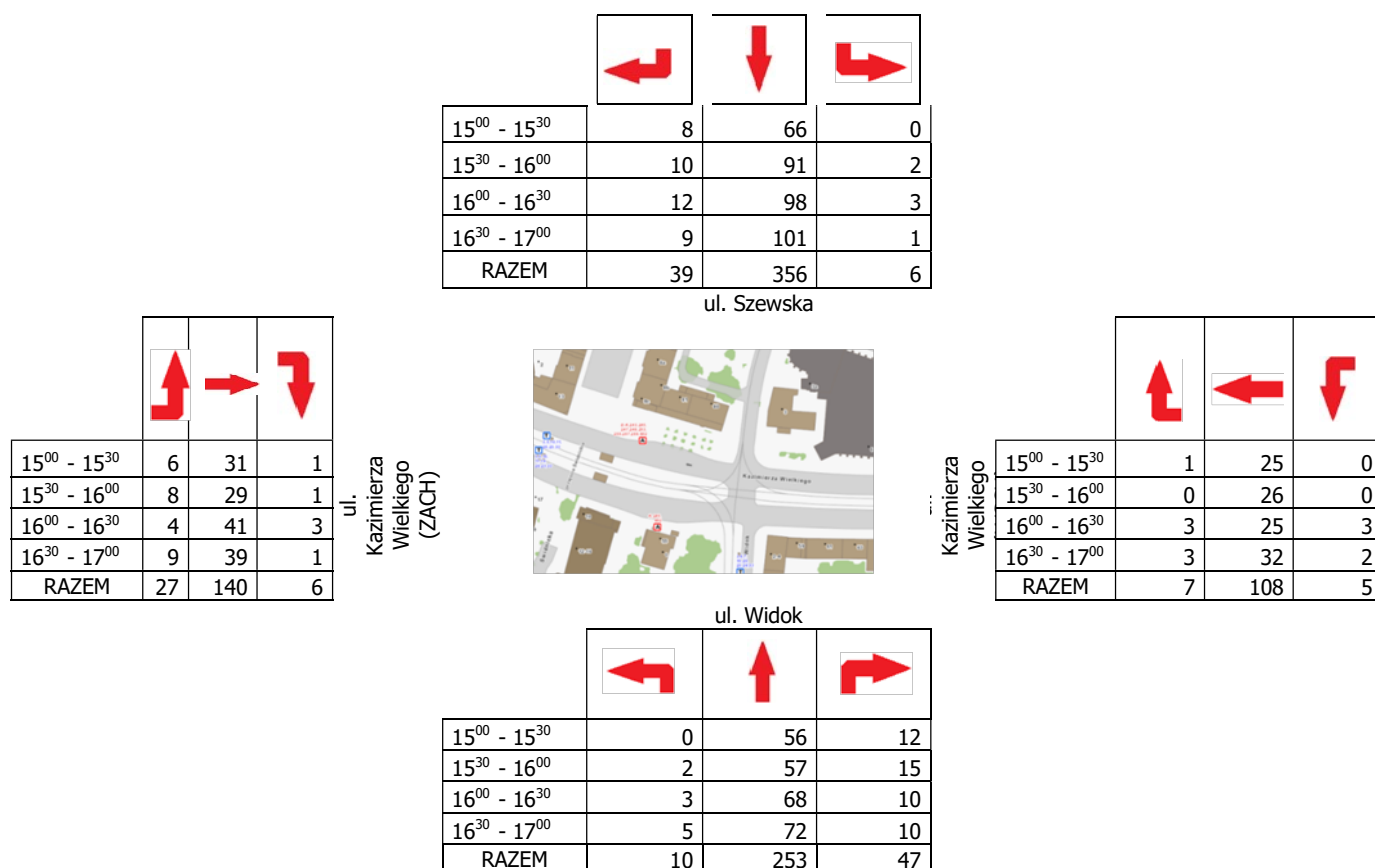 15⁰⁰ - 15³⁰ 8 66 0
15³⁰ - 16⁰⁰ 10 91 2
16⁰⁰ - 16³⁰ 12 98 3
16³⁰ - 17⁰⁰ 9 101 1
RAZEM 39 356 6
ul. Szewska
15⁰⁰ - 15³⁰ 6 31 1
15³⁰ - 16⁰⁰ 8 29 1
16⁰⁰ - 16³⁰ 4 41 3
16³⁰ - 17⁰⁰ 9 39 1
RAZEM 27 140 6
ul.
Kazimierza
Wielkiego
(ZACH)
Kazimierza Wielkiego
Widok
Kazimierza
Wielkiego
15⁰⁰ - 15³⁰ 1 25 0
15³⁰ - 16⁰⁰ 0 26 0
16⁰⁰ - 16³⁰ 3 25 3
16³⁰ - 17⁰⁰ 3 32 2
RAZEM 7 108 5
ul. Widok
15⁰⁰ - 15³⁰ 0 56 12
15³⁰ - 16⁰⁰ 2 57 15
16⁰⁰ - 16³⁰ 3 68 10
16³⁰ - 17⁰⁰ 5 72 10
RAZEM 10 253 47